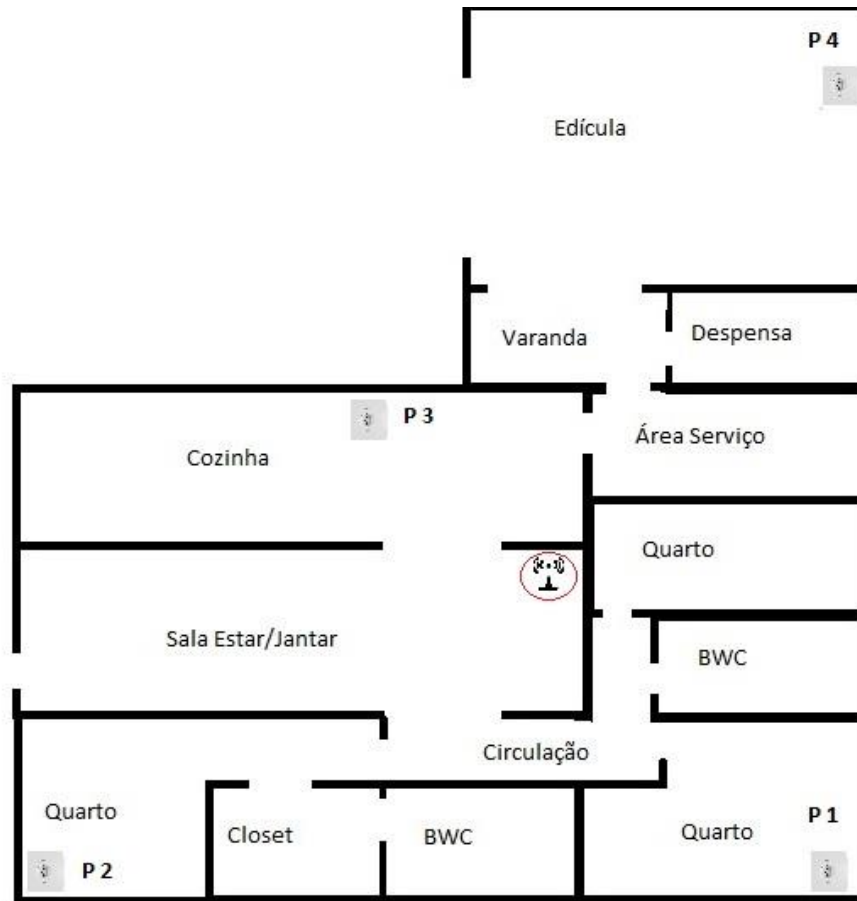 P 4
Edícula
Varanda
Despensa
P 3
Cozinha
Área Serviço
Quarto
Sala Estar/Jantar
BWC
Circulação
Quarto
P 2
Closet
BWC
Quarto
P 1